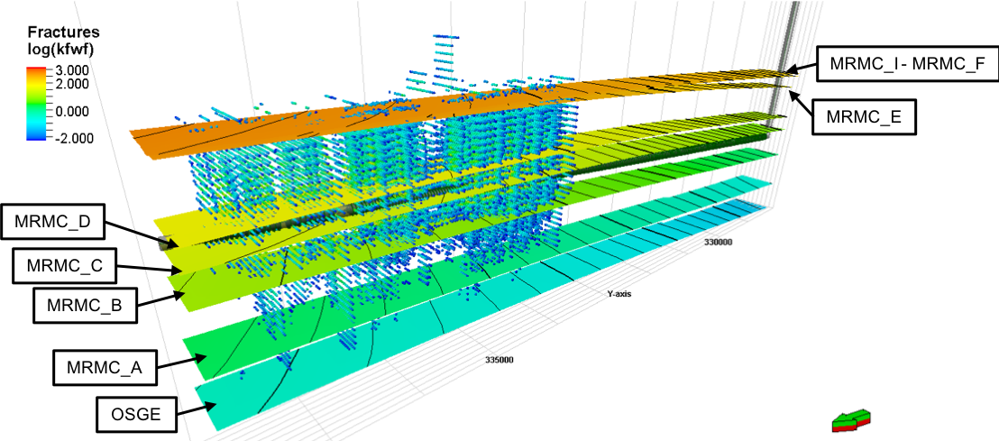 Fractures
log(kfwf)
3.000
2.000
0.000
-2.000
MRMC_I - MRMC_F
MRMC_E
MRMC_D
MRMC_C
MRMC_B
MRMC_A
OSGE
330000
Y-axis
335000